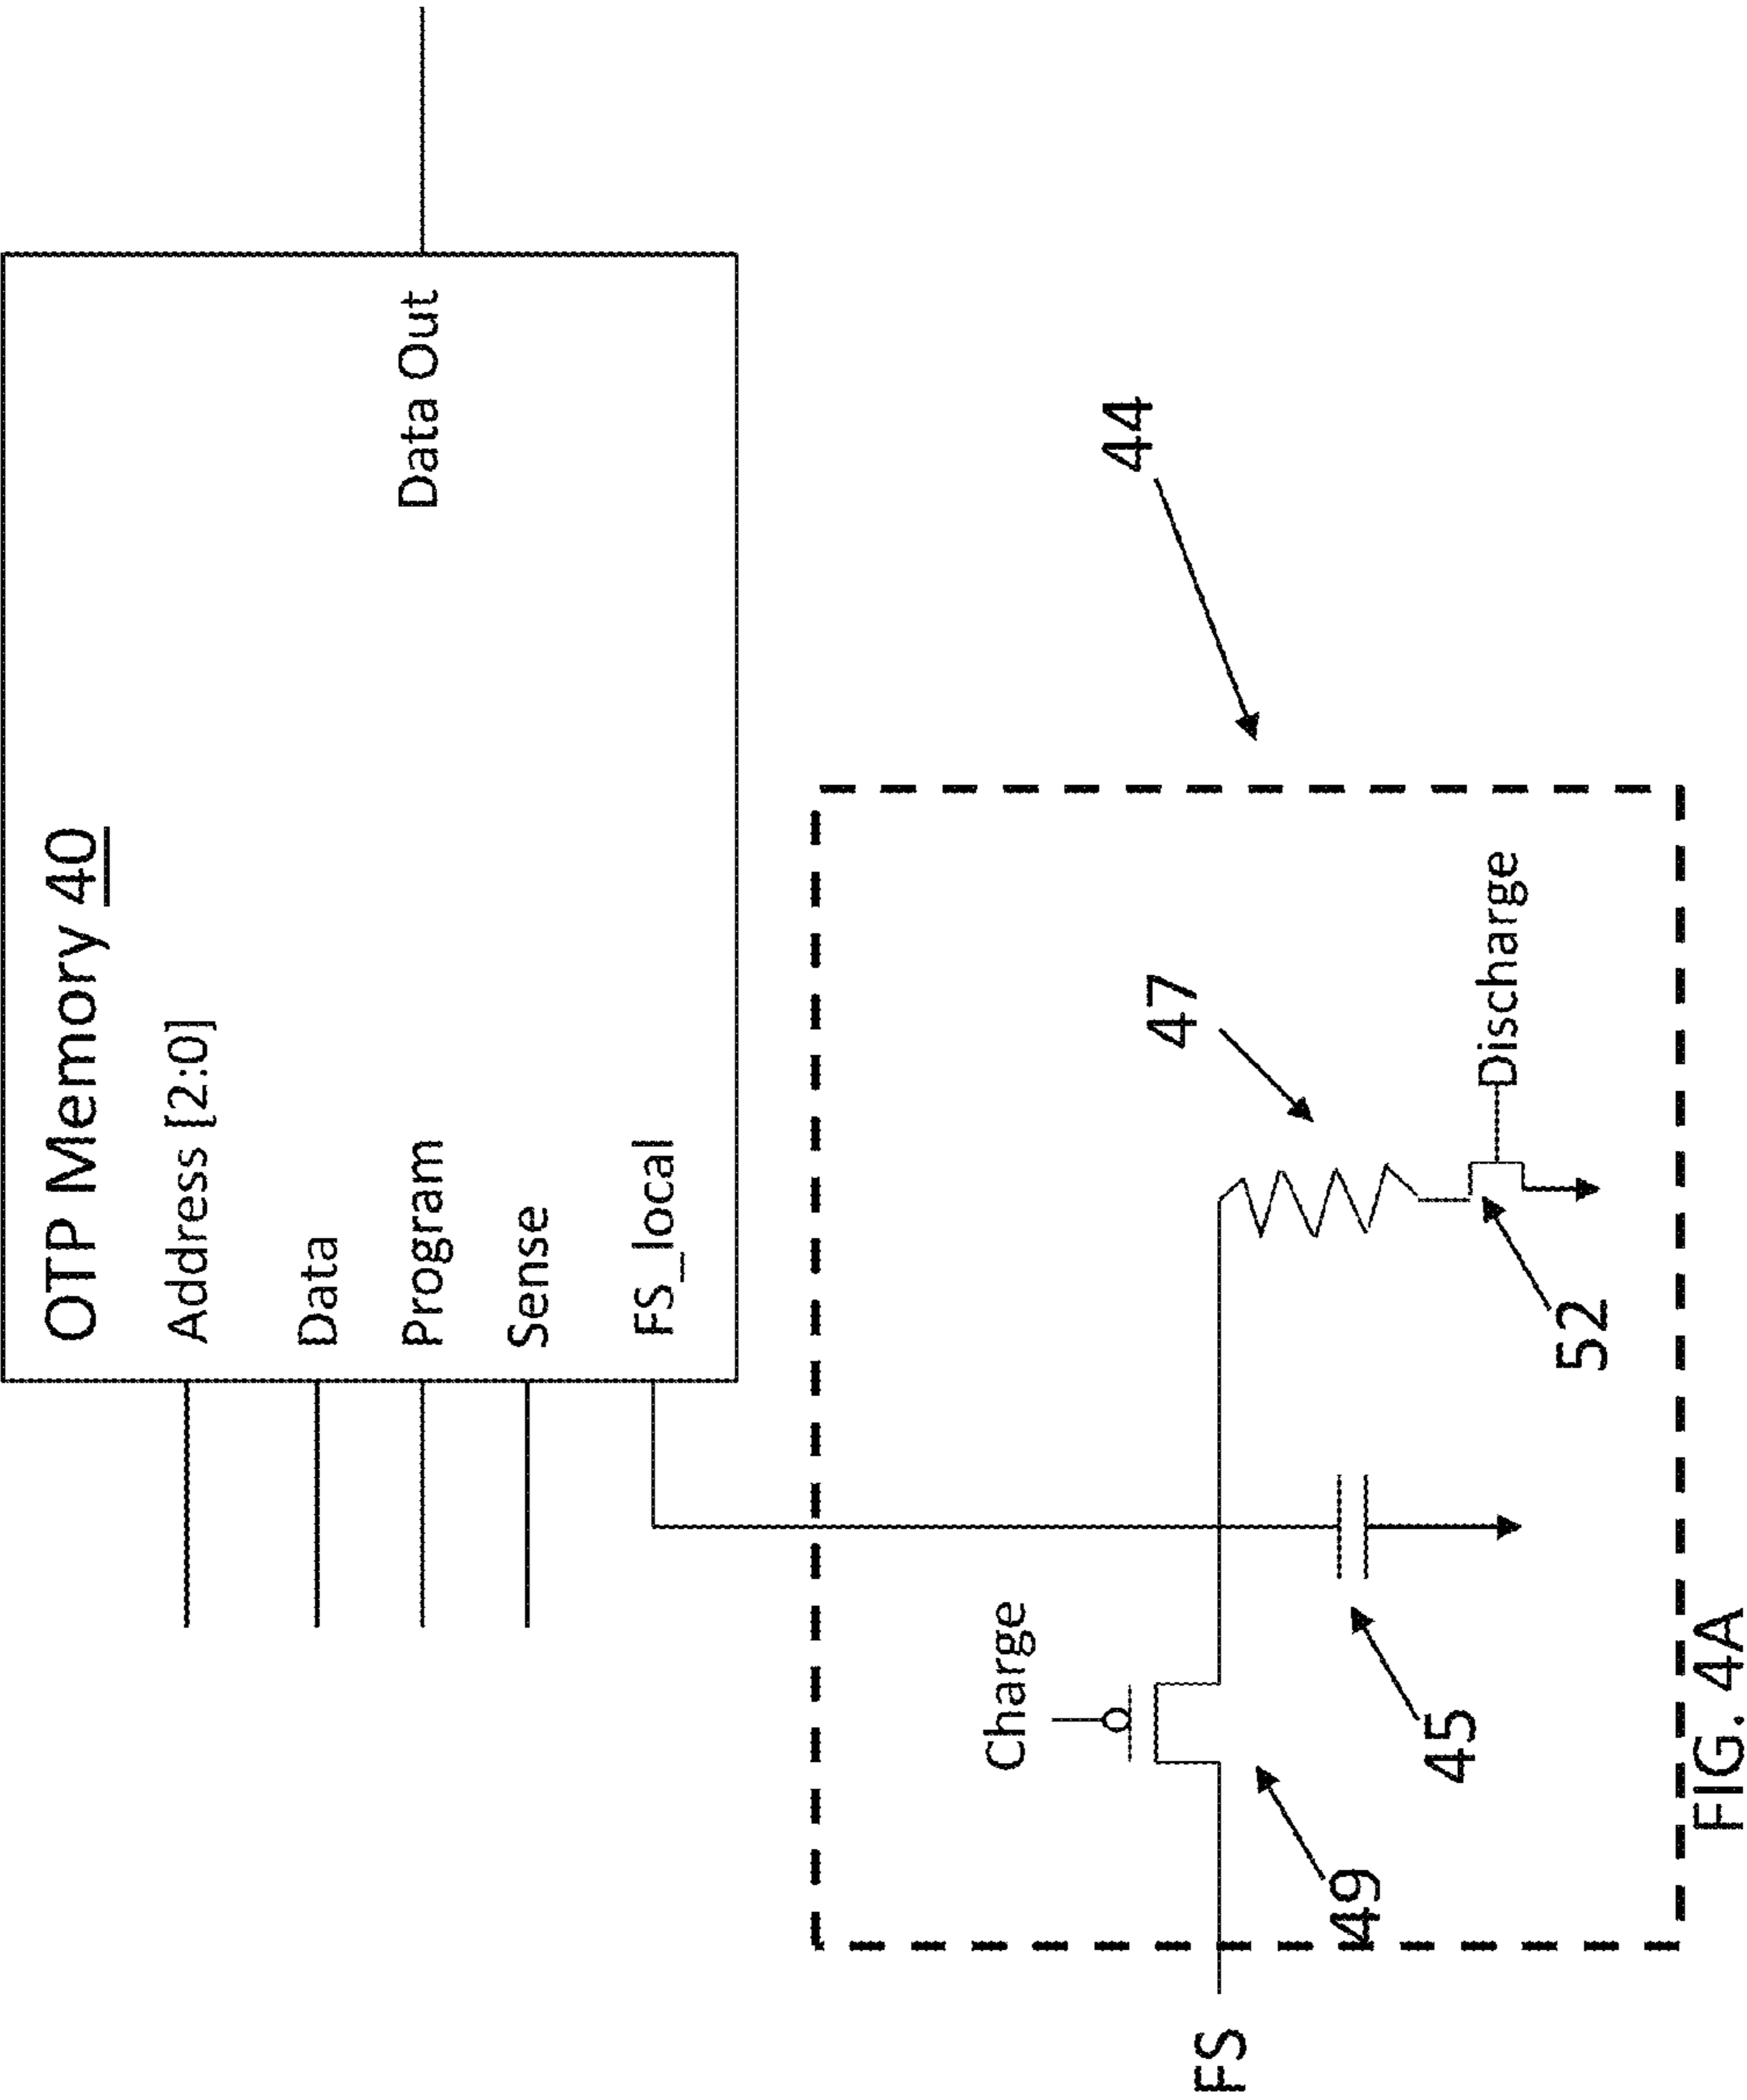 OTP Memory 40
Address [2:0]
Data
Program
Sense
FS_local
Data Out
44
Charge
47
Discharge
52
45
49
FS
FIG. 4A